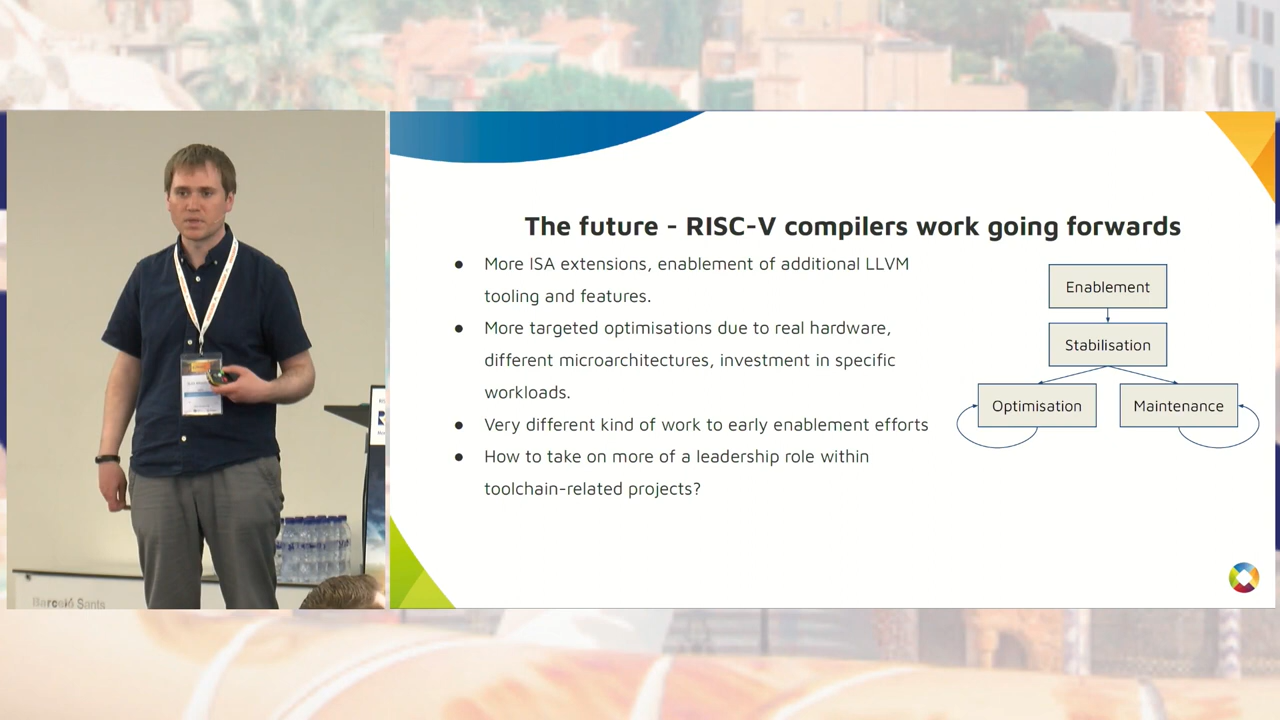 The future - RISC-V compilers work going forwards
● More ISA extensions, enablement of additional LLVM
tooling and features.
● More targeted optimisations due to real hardware,
different microarchitectures, investment in specific
workloads.
● Very different kind of work to early enablement efforts
● How to take on more of a leadership role within
toolchain-related projects?
Enablement
Stabilisation
Optimisation
Maintenance
Barceló Sants